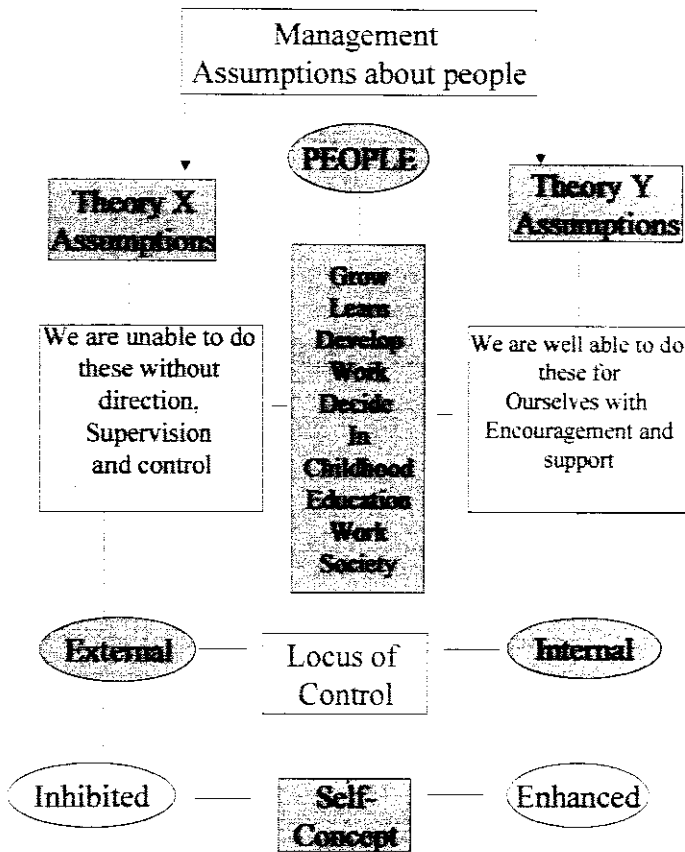 Management
Assumptions about people
PEOPLE
Theory X
Assumptions
Theory Y
Assumptions
Grow
Learn
Develop
Work
Decide
In
Childhood
Education
Work
Society
We are unable to do
these without
direction,
Supervision
and control
We are well able to do
these for
Ourselves with
Encouragement and
support
External
Locus of
Control
Internal
Inhibited
Self-
Concept
Enhanced